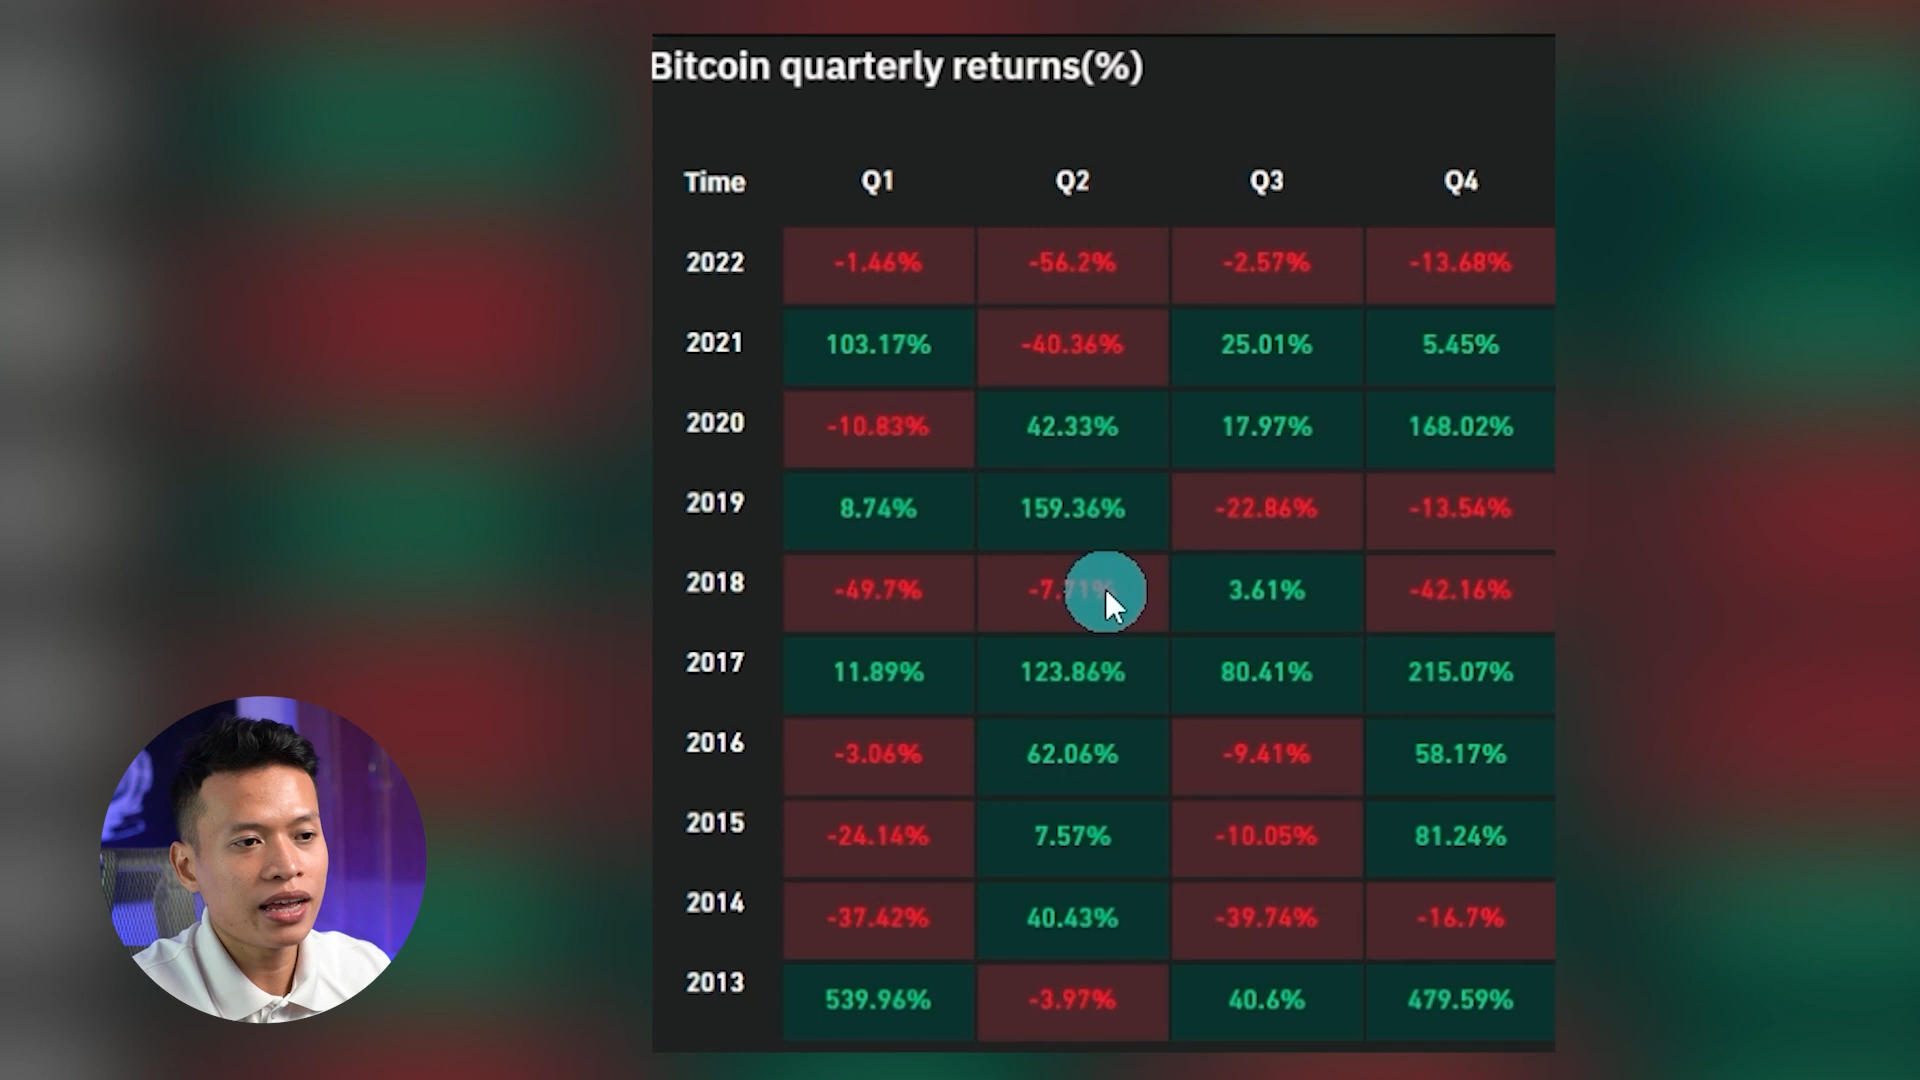 Bitcoin quarterly returns(%)
Time Q1 Q2 Q3 Q4
2022 -1.46% -56.2% -2.57% -13.68%
2021 103.17% -40.36% 25.01% 5.45%
2020 -10.83% 42.33% 17.97% 168.02%
2019 8.74% 159.36% -22.86% -13.54%
2018 -49.7% -7.71% 3.61% -42.16%
2017 11.89% 123.86% 80.41% 215.07%
2016 -3.06% 62.06% -9.41% 58.17%
2015 -24.14% 7.57% -10.05% 81.24%
2014 -37.42% 40.43% -39.74% -16.7%
2013 539.96% -3.97% 40.6% 479.59%